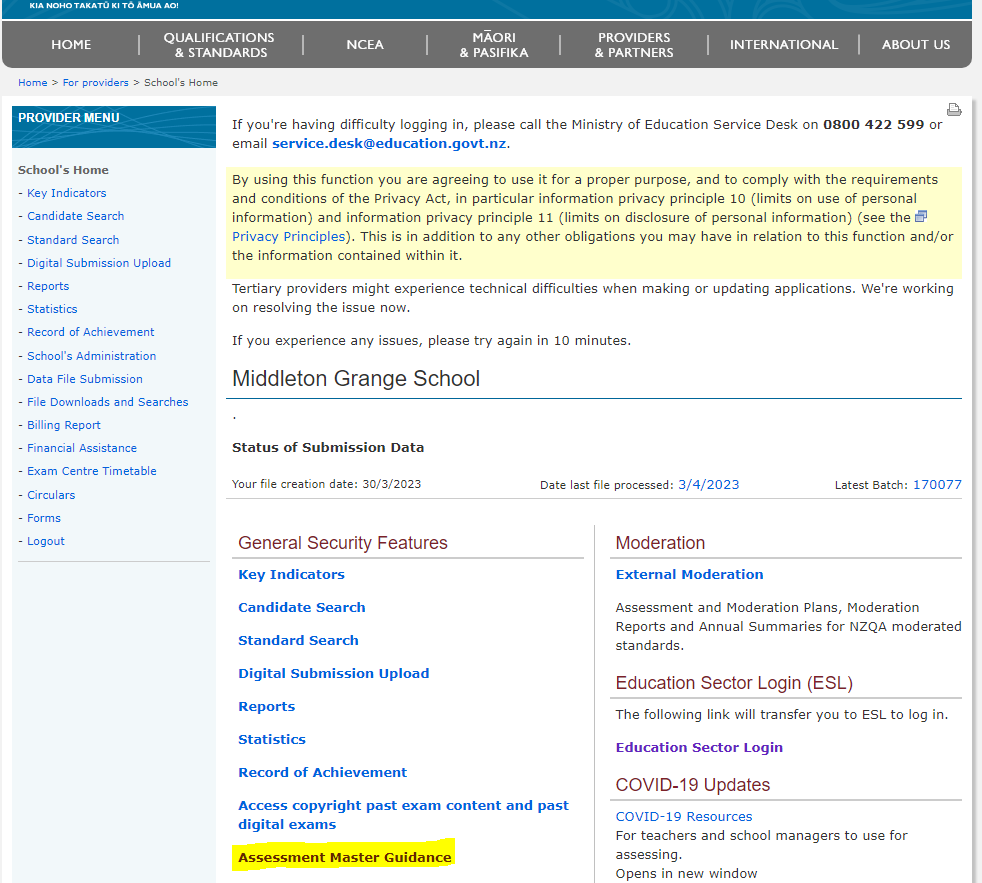 KIA NOHO TAKATŪ KI TŌ ĀMUA AO!
HOME
QUALIFICATIONS
& STANDARDS
NCEA
MĀORI
& PASIFIKA
PROVIDERS
& PARTNERS
INTERNATIONAL
ABOUT US
Home > For providers > School's Home
PROVIDER MENU
School's Home
- Key Indicators
- Candidate Search
- Standard Search
- Digital Submission Upload
- Reports
- Statistics
- Record of Achievement
- School's Administration
- Data File Submission
- File Downloads and Searches
- Billing Report
- Financial Assistance
- Exam Centre Timetable
- Circulars
- Forms
- Logout
If you're having difficulty logging in, please call the Ministry of Education Service Desk on 0800 422 599 or
email service.desk@education.govt.nz.
By using this function you are agreeing to use it for a proper purpose, and to comply with the requirements
and conditions of the Privacy Act, in particular information privacy principle 10 (limits on use of personal
information) and information privacy principle 11 (limits on disclosure of personal information) (see the
Privacy Principles). This is in addition to any other obligations you may have in relation to this function and/or
the information contained within it.
Tertiary providers might experience technical difficulties when making or updating applications. We're working
on resolving the issue now.
If you experience any issues, please try again in 10 minutes.
Middleton Grange School
.
Status of Submission Data
Your file creation date: 30/3/2023
Date last file processed: 3/4/2023
Latest Batch: 170077
General Security Features
Key Indicators
Candidate Search
Standard Search
Digital Submission Upload
Reports
Statistics
Record of Achievement
Access copyright past exam content and past
digital exams
Assessment Master Guidance
Moderation
External Moderation
Assessment and Moderation Plans, Moderation
Reports and Annual Summaries for NZQA moderated
standards.
Education Sector Login (ESL)
The following link will transfer you to ESL to log in.
Education Sector Login
COVID-19 Updates
COVID-19 Resources
For teachers and school managers to use for
assessing.
Opens in new window